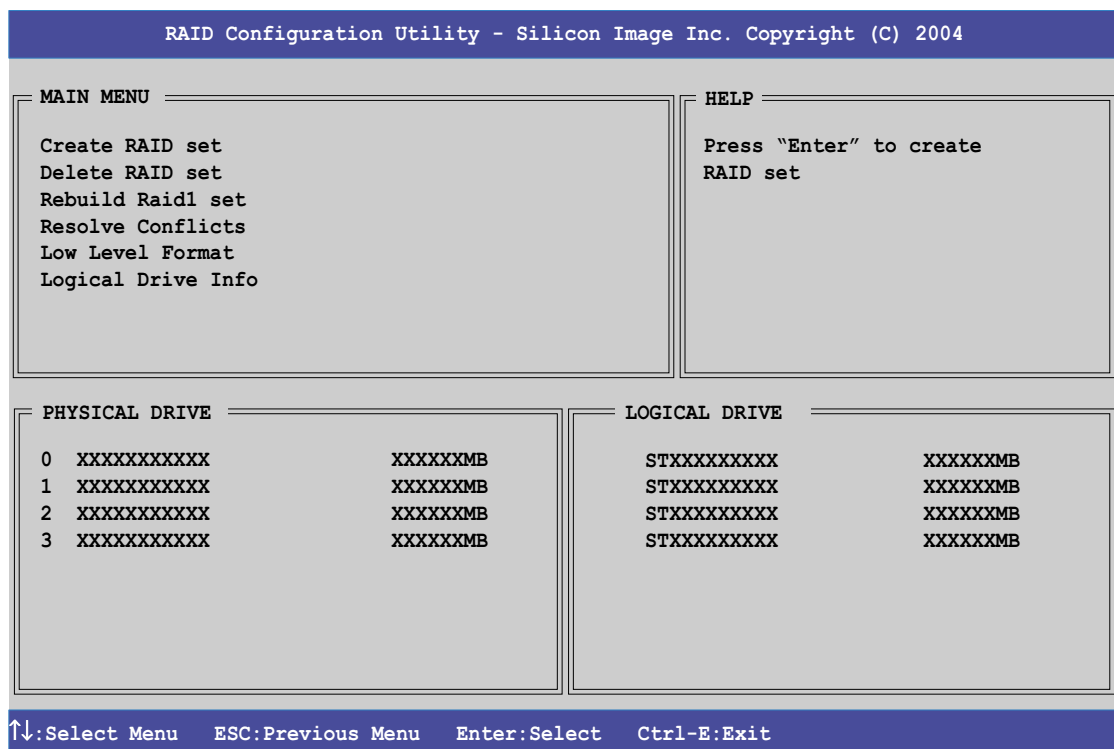 RAID Configuration Utility - Silicon Image Inc. Copyright (C) 2004
MAIN MENU
Create RAID set
Delete RAID set
Rebuild Raid1 set
Resolve Conflicts
Low Level Format
Logical Drive Info
HELP
Press “Enter” to create
RAID set
PHYSICAL DRIVE
0 XXXXXXXXXXX XXXXXXMB
1 XXXXXXXXXXX XXXXXXMB
2 XXXXXXXXXXX XXXXXXMB
3 XXXXXXXXXXX XXXXXXMB
LOGICAL DRIVE
STXXXXXXXXX XXXXXXMB
STXXXXXXXXX XXXXXXMB
STXXXXXXXXX XXXXXXMB
STXXXXXXXXX XXXXXXMB
↑↓:Select Menu ESC:Previous Menu Enter:Select Ctrl-E:Exit